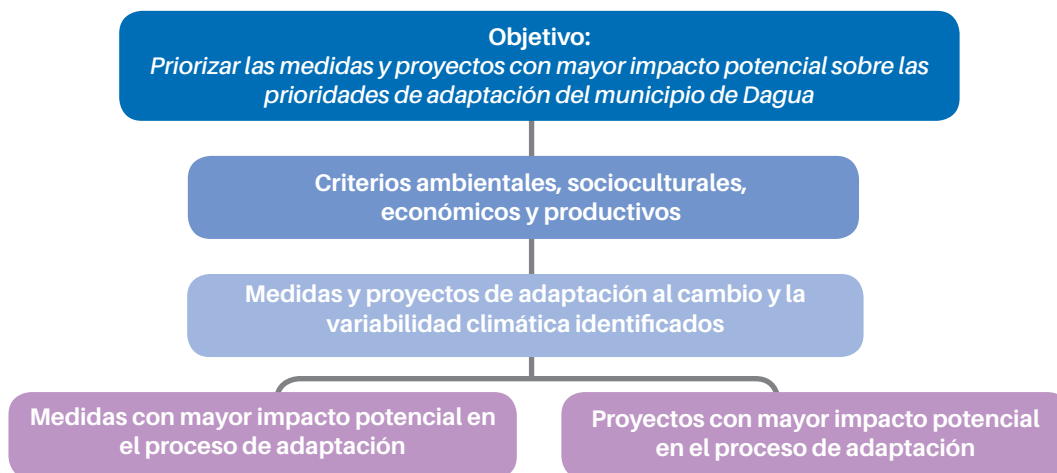 Objetivo:
Priorizar las medidas y proyectos con mayor impacto potencial sobre las
prioridades de adaptación del municipio de Dagua
Criterios ambientales, socioculturales,
económicos y productivos
Medidas y proyectos de adaptación al cambio y la
variabilidad climática identificados
Medidas con mayor impacto potencial en
el proceso de adaptación
Proyectos con mayor impacto potencial
en el proceso de adaptación